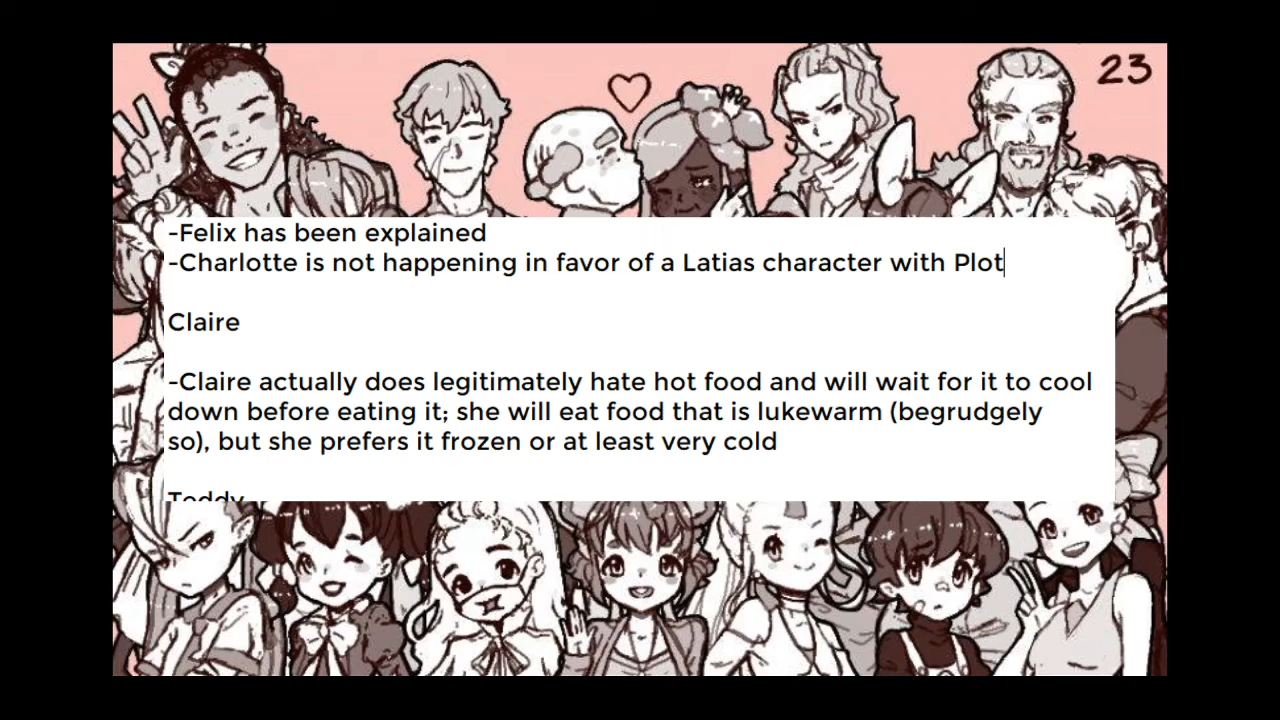 23
-Felix has been explained
-Charlotte is not happening in favor of a Latias character with Plot
Claire
-Claire actually does legitimately hate hot food and will wait for it to cool
down before eating it; she will eat food that is lukewarm (begrudgely
so), but she prefers it frozen or at least very cold
Teddy